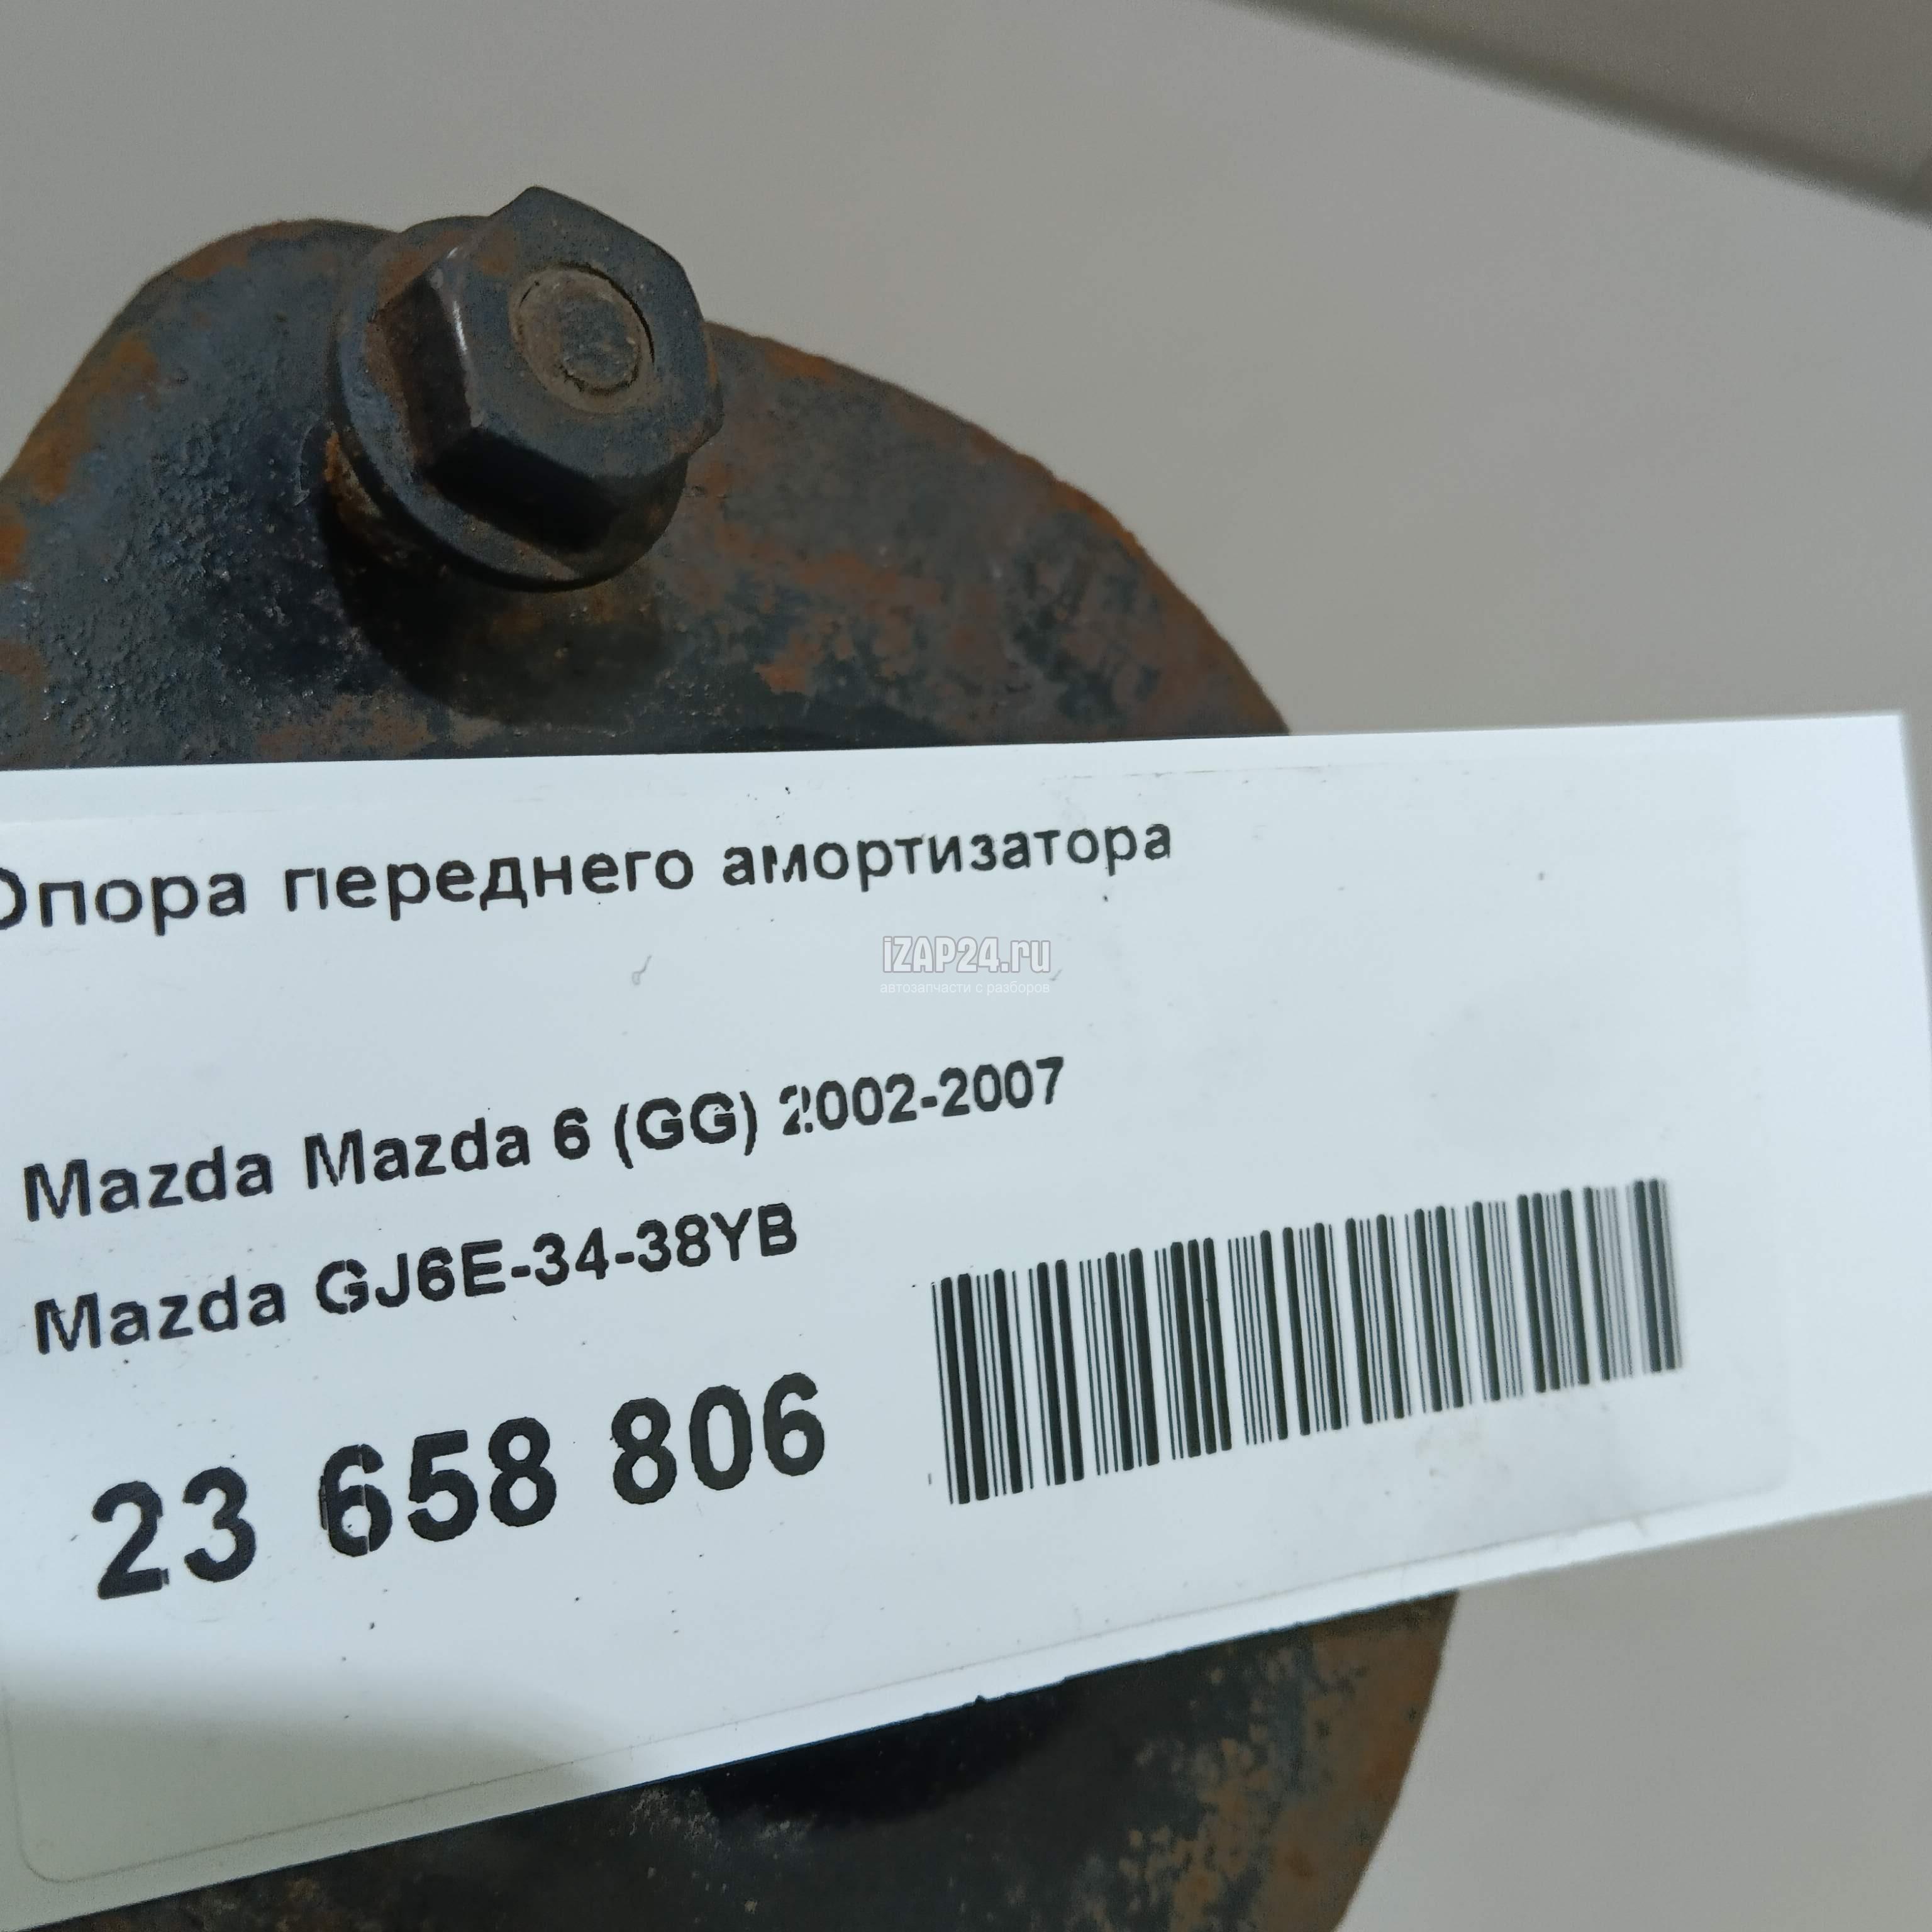 Опора переднего амортизатора
iZAP24.ru
автозапчасти с разборов
Mazda Mazda 6 (GG) 2002-2007
Mazda GJ6E-34-38YB
23 658 806